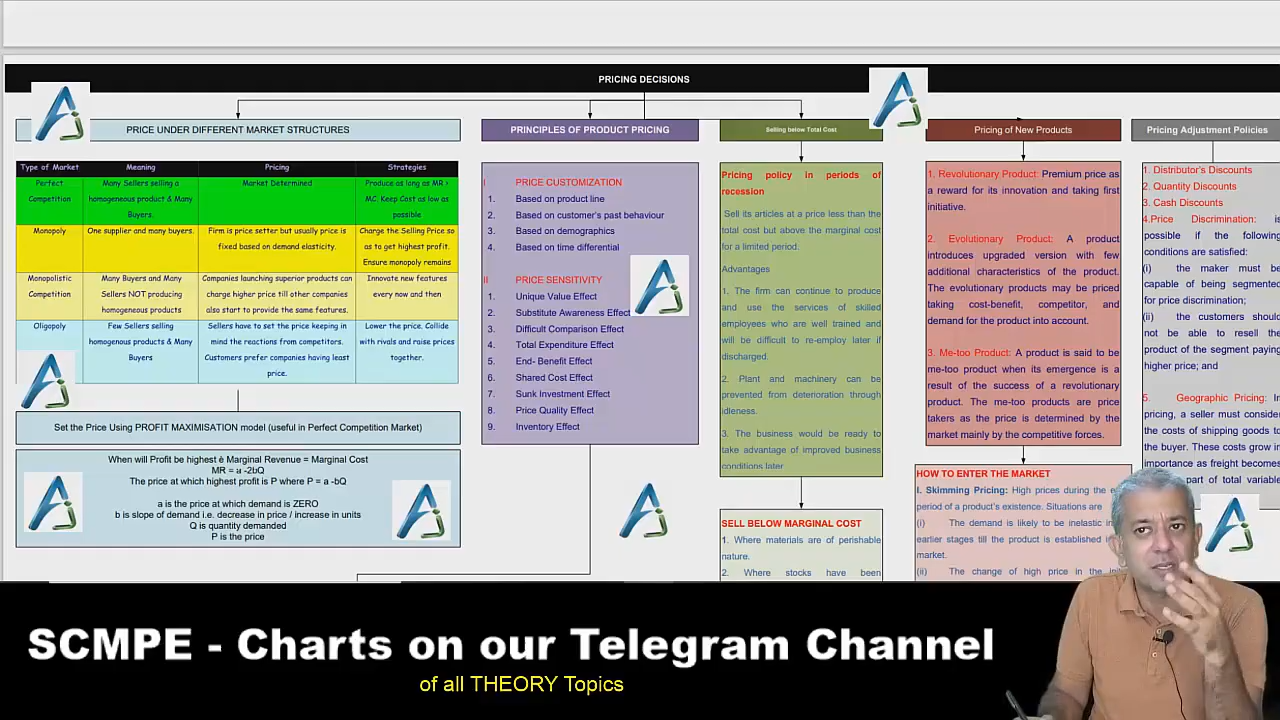 PRICING DECISIONS
PRICE UNDER DIFFERENT MARKET STRUCTURES
Type of Market Meaning Pricing Strategies
Perfect Many Sellers selling a Market Determined Produce as long as MR >
Competition homogeneous product & Many MC. Keep Cost as low as
Buyers. possible
Monopoly One supplier and many buyers. Firm is price setter but usually price is Charge the Selling Price so
fixed based on demand elasticity. as to get highest profit.
Ensure monopoly remains
Monopolistic Many Buyers and Many Companies launching superior products can Innovate new features
Competition Sellers NOT producing charge higher price till other companies every now and then
homogeneous products also start to provide the same features.
Oligopoly Few Sellers selling Sellers have to set the price keeping in Lower the price. Collide
homogenous products & Many mind the reactions from competitors. with rivals and raise prices
Buyers Customers prefer companies having least together.
price.
Set the Price Using PROFIT MAXIMISATION model (useful in Perfect Competition Market)
When will Profit be highest è Marginal Revenue = Marginal Cost
MR = a -2bQ
The price at which highest profit is P where P = a -bQ
a is the price at which demand is ZERO
b is slope of demand i.e. decrease in price / increase in units
Q is quantity demanded
P is the price
PRINCIPLES OF PRODUCT PRICING
I PRICE CUSTOMIZATION
1. Based on product line
2. Based on customer's past behaviour
3. Based on demographics
4. Based on time differential
II PRICE SENSITIVITY
1. Unique Value Effect
2. Substitute Awareness Effect
3. Difficult Comparison Effect
4. Total Expenditure Effect
5. End- Benefit Effect
6. Shared Cost Effect
7. Sunk Investment Effect
8. Price Quality Effect
9. Inventory Effect
Selling below Total Cost
Pricing policy in periods of
recession
Sell its articles at a price less than the
total cost but above the marginal cost
for a limited period:
Advantages
1. The firm can continue to produce
and use the services of skilled
employees who are well trained and
will be difficult to re-employ later if
discharged.
2. Plant and machinery can be
prevented from deterioration through
idleness.
3. The business would be ready to
take advantage of improved business
conditions later
SELL BELOW MARGINAL COST
1. Where materials are of perishable
nature.
2. Where stocks have been
Pricing of New Products
1. Revolutionary Product: Premium price as
a reward for its innovation and taking first
initiative.
2. Evolutionary Product: A product
introduces upgraded version with few
additional characteristics of the product.
The evolutionary products may be priced
taking cost-benefit, competitor, and
demand for the product into account.
3. Me-too Product: A product is said to be
me-too product when its emergence is a
result of the success of a revolutionary
product. The me-too products are price
takers as the price is determined by the
market mainly by the competitive forces.
HOW TO ENTER THE MARKET
I. Skimming Pricing: High prices during the
period of a product's existence. Situations are
(i) The demand is likely to be inelastic in
earlier stages till the product is established in
market.
(ii) The change of high price in the
Pricing Adjustment Policies
1. Distributor's Discounts
2. Quantity Discounts
3. Cash Discounts
4.Price Discrimination: is
possible if the following
conditions are satisfied:
(i) the maker must be
capable of being segmented
for price discrimination;
(ii) the customers should
not be able to resell the
product of the segment paying
higher price; and
5. Geographic Pricing: In
pricing, a seller must consider
the costs of shipping goods to
the buyer. These costs grow in
importance as freight becomes
part of total variable
SCMPE - Charts on our Telegram Channel
of all THEORY Topics